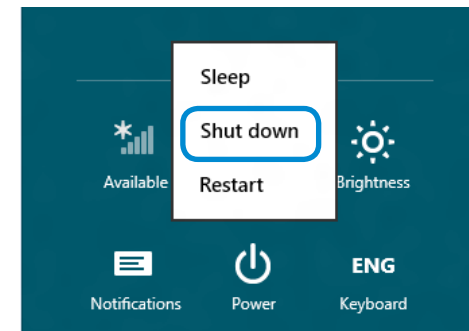 Sleep
Shut down
Restart
Available
Brightness
ENG
Notifications
Power
Keyboard